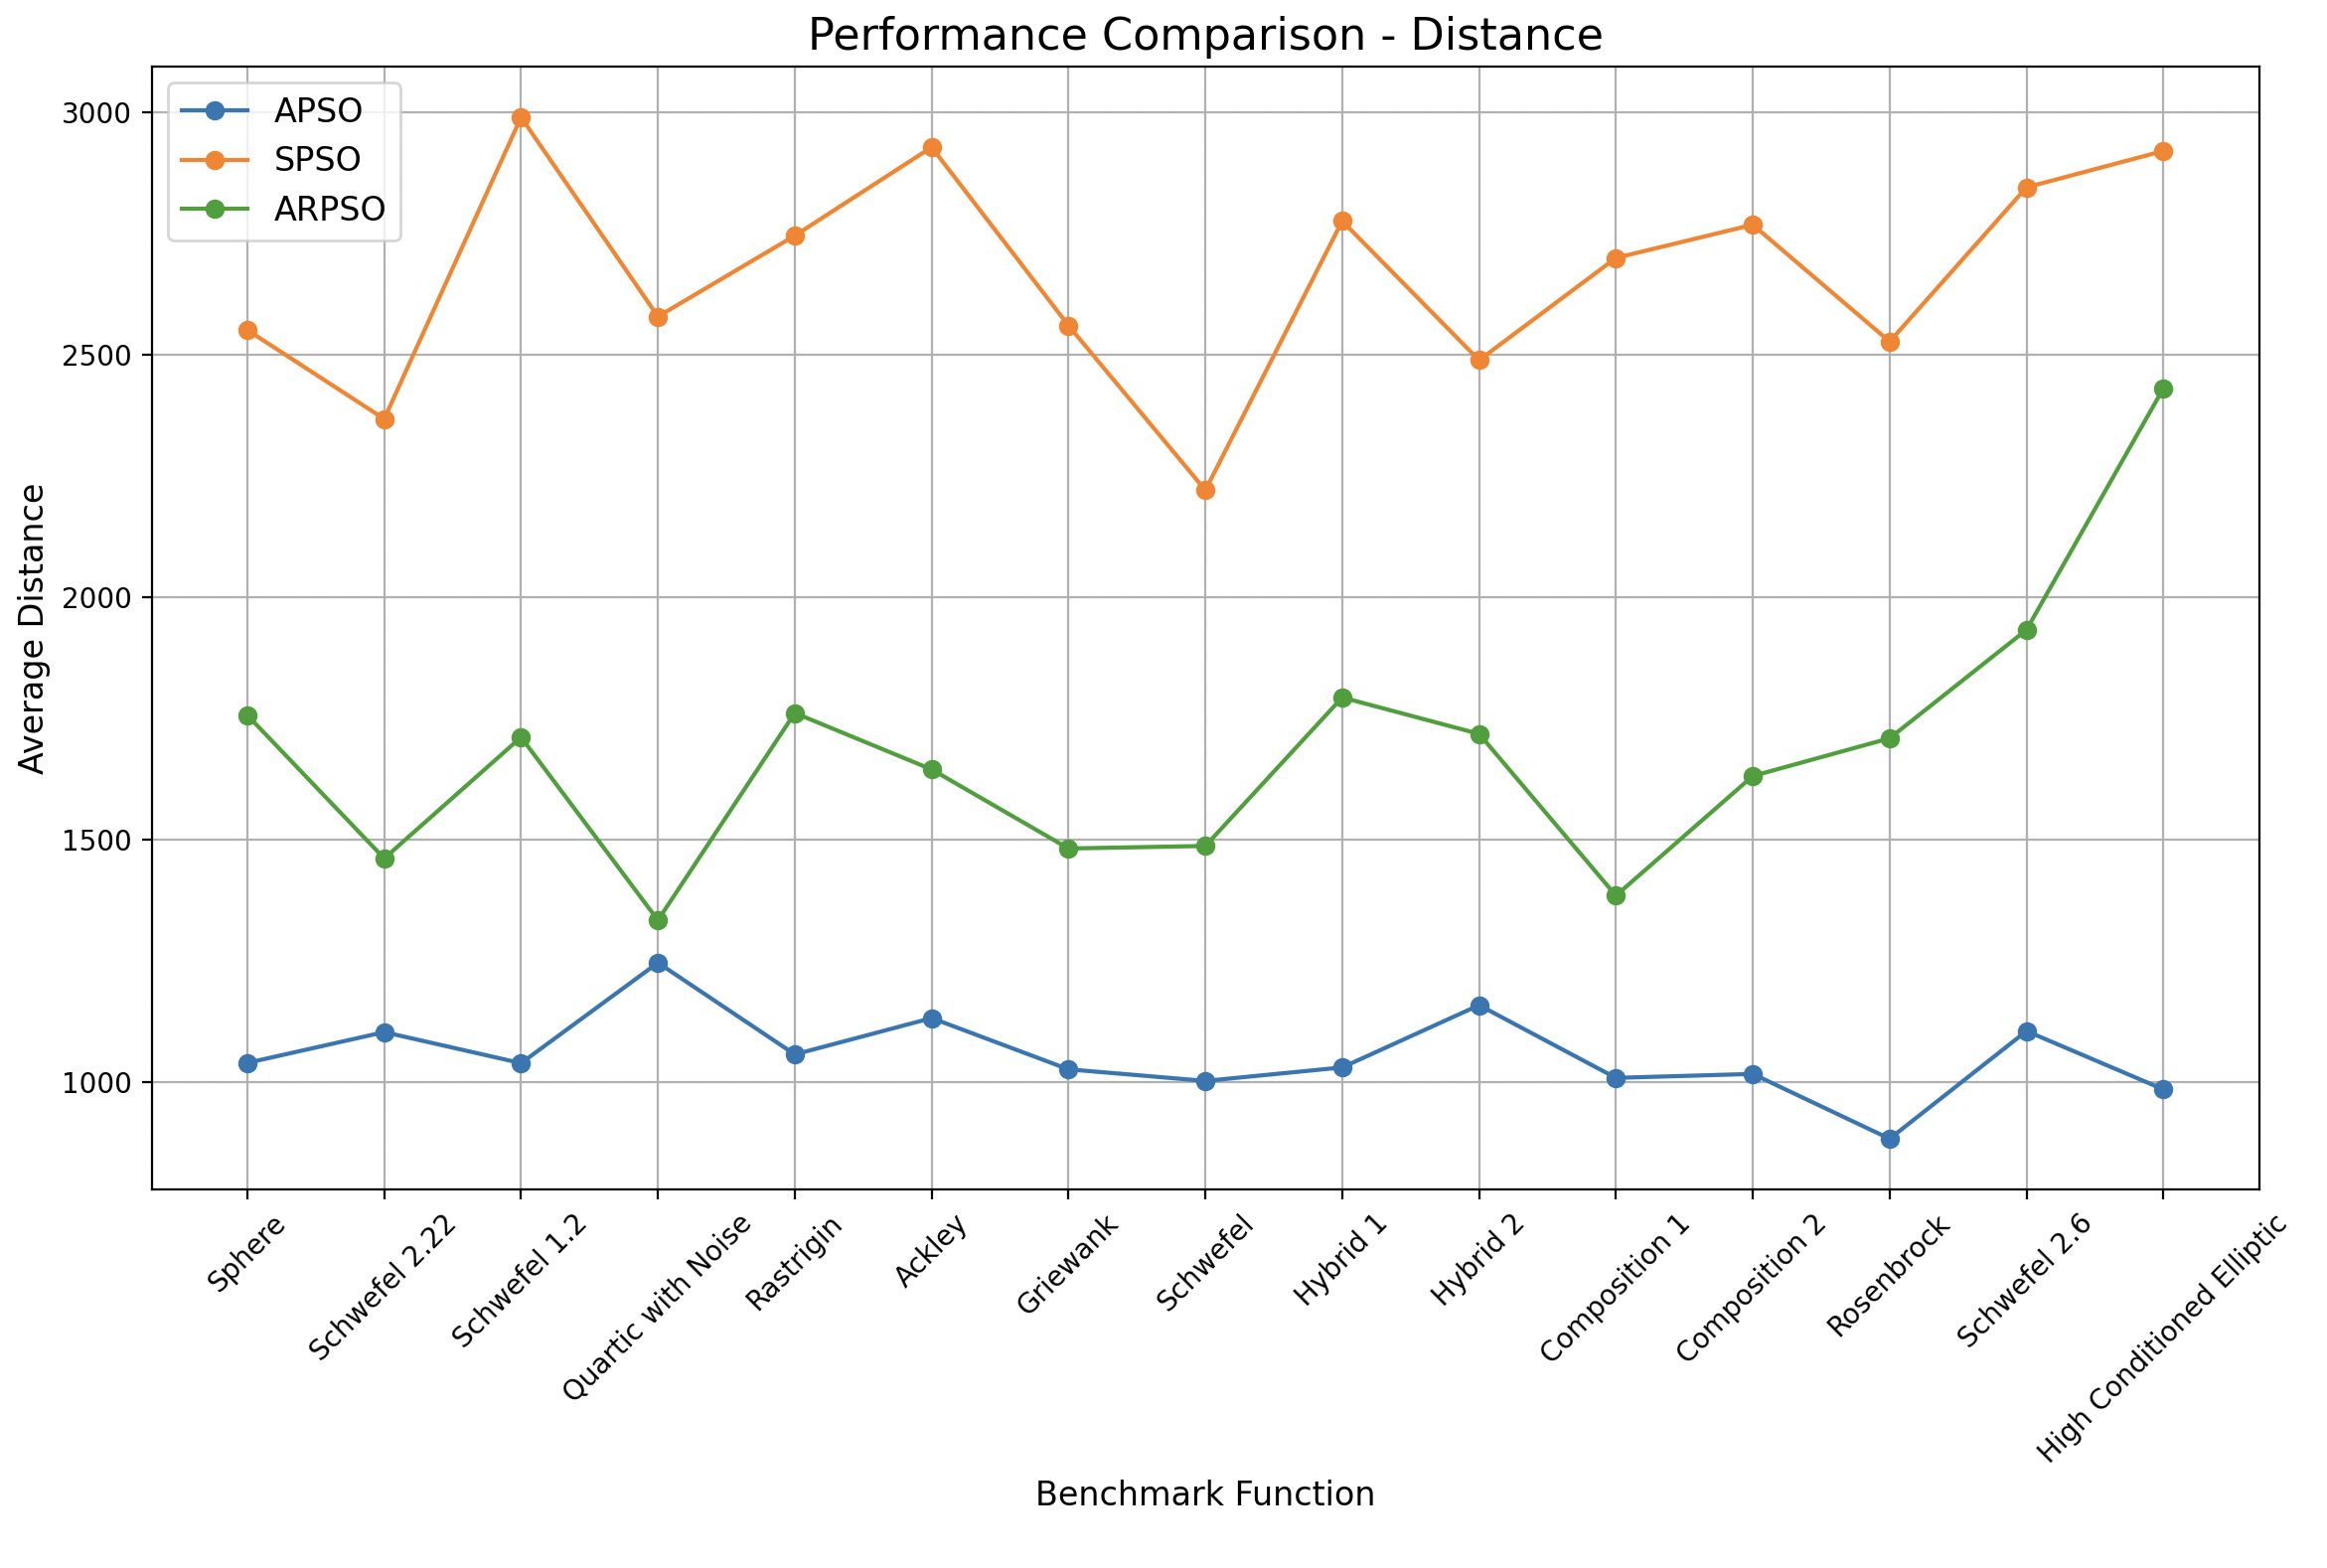 Performance Comparison - Distance
APSO
SPSO
ARPSO
Average Distance
3000
2500
2000
1500
1000
Sphere
Schwefel 2.22
Schwefel 1.2
Quartic with Noise
Rastrigin
Ackley
Griewank
Schwefel
Hybrid 1
Hybrid 2
Composition 1
Composition 2
Rosenbrock
Schwefel 2.6
High Conditioned Elliptic
Benchmark Function